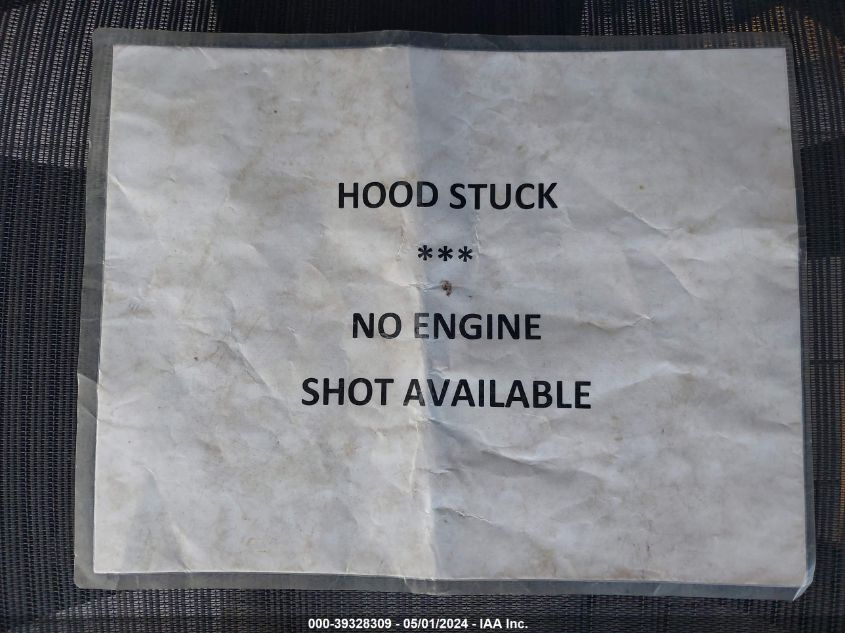 HOOD STUCK
***
NO ENGINE
SHOT AVAILABLE
000-39328309 - 05/01/2024 - IAA Inc.